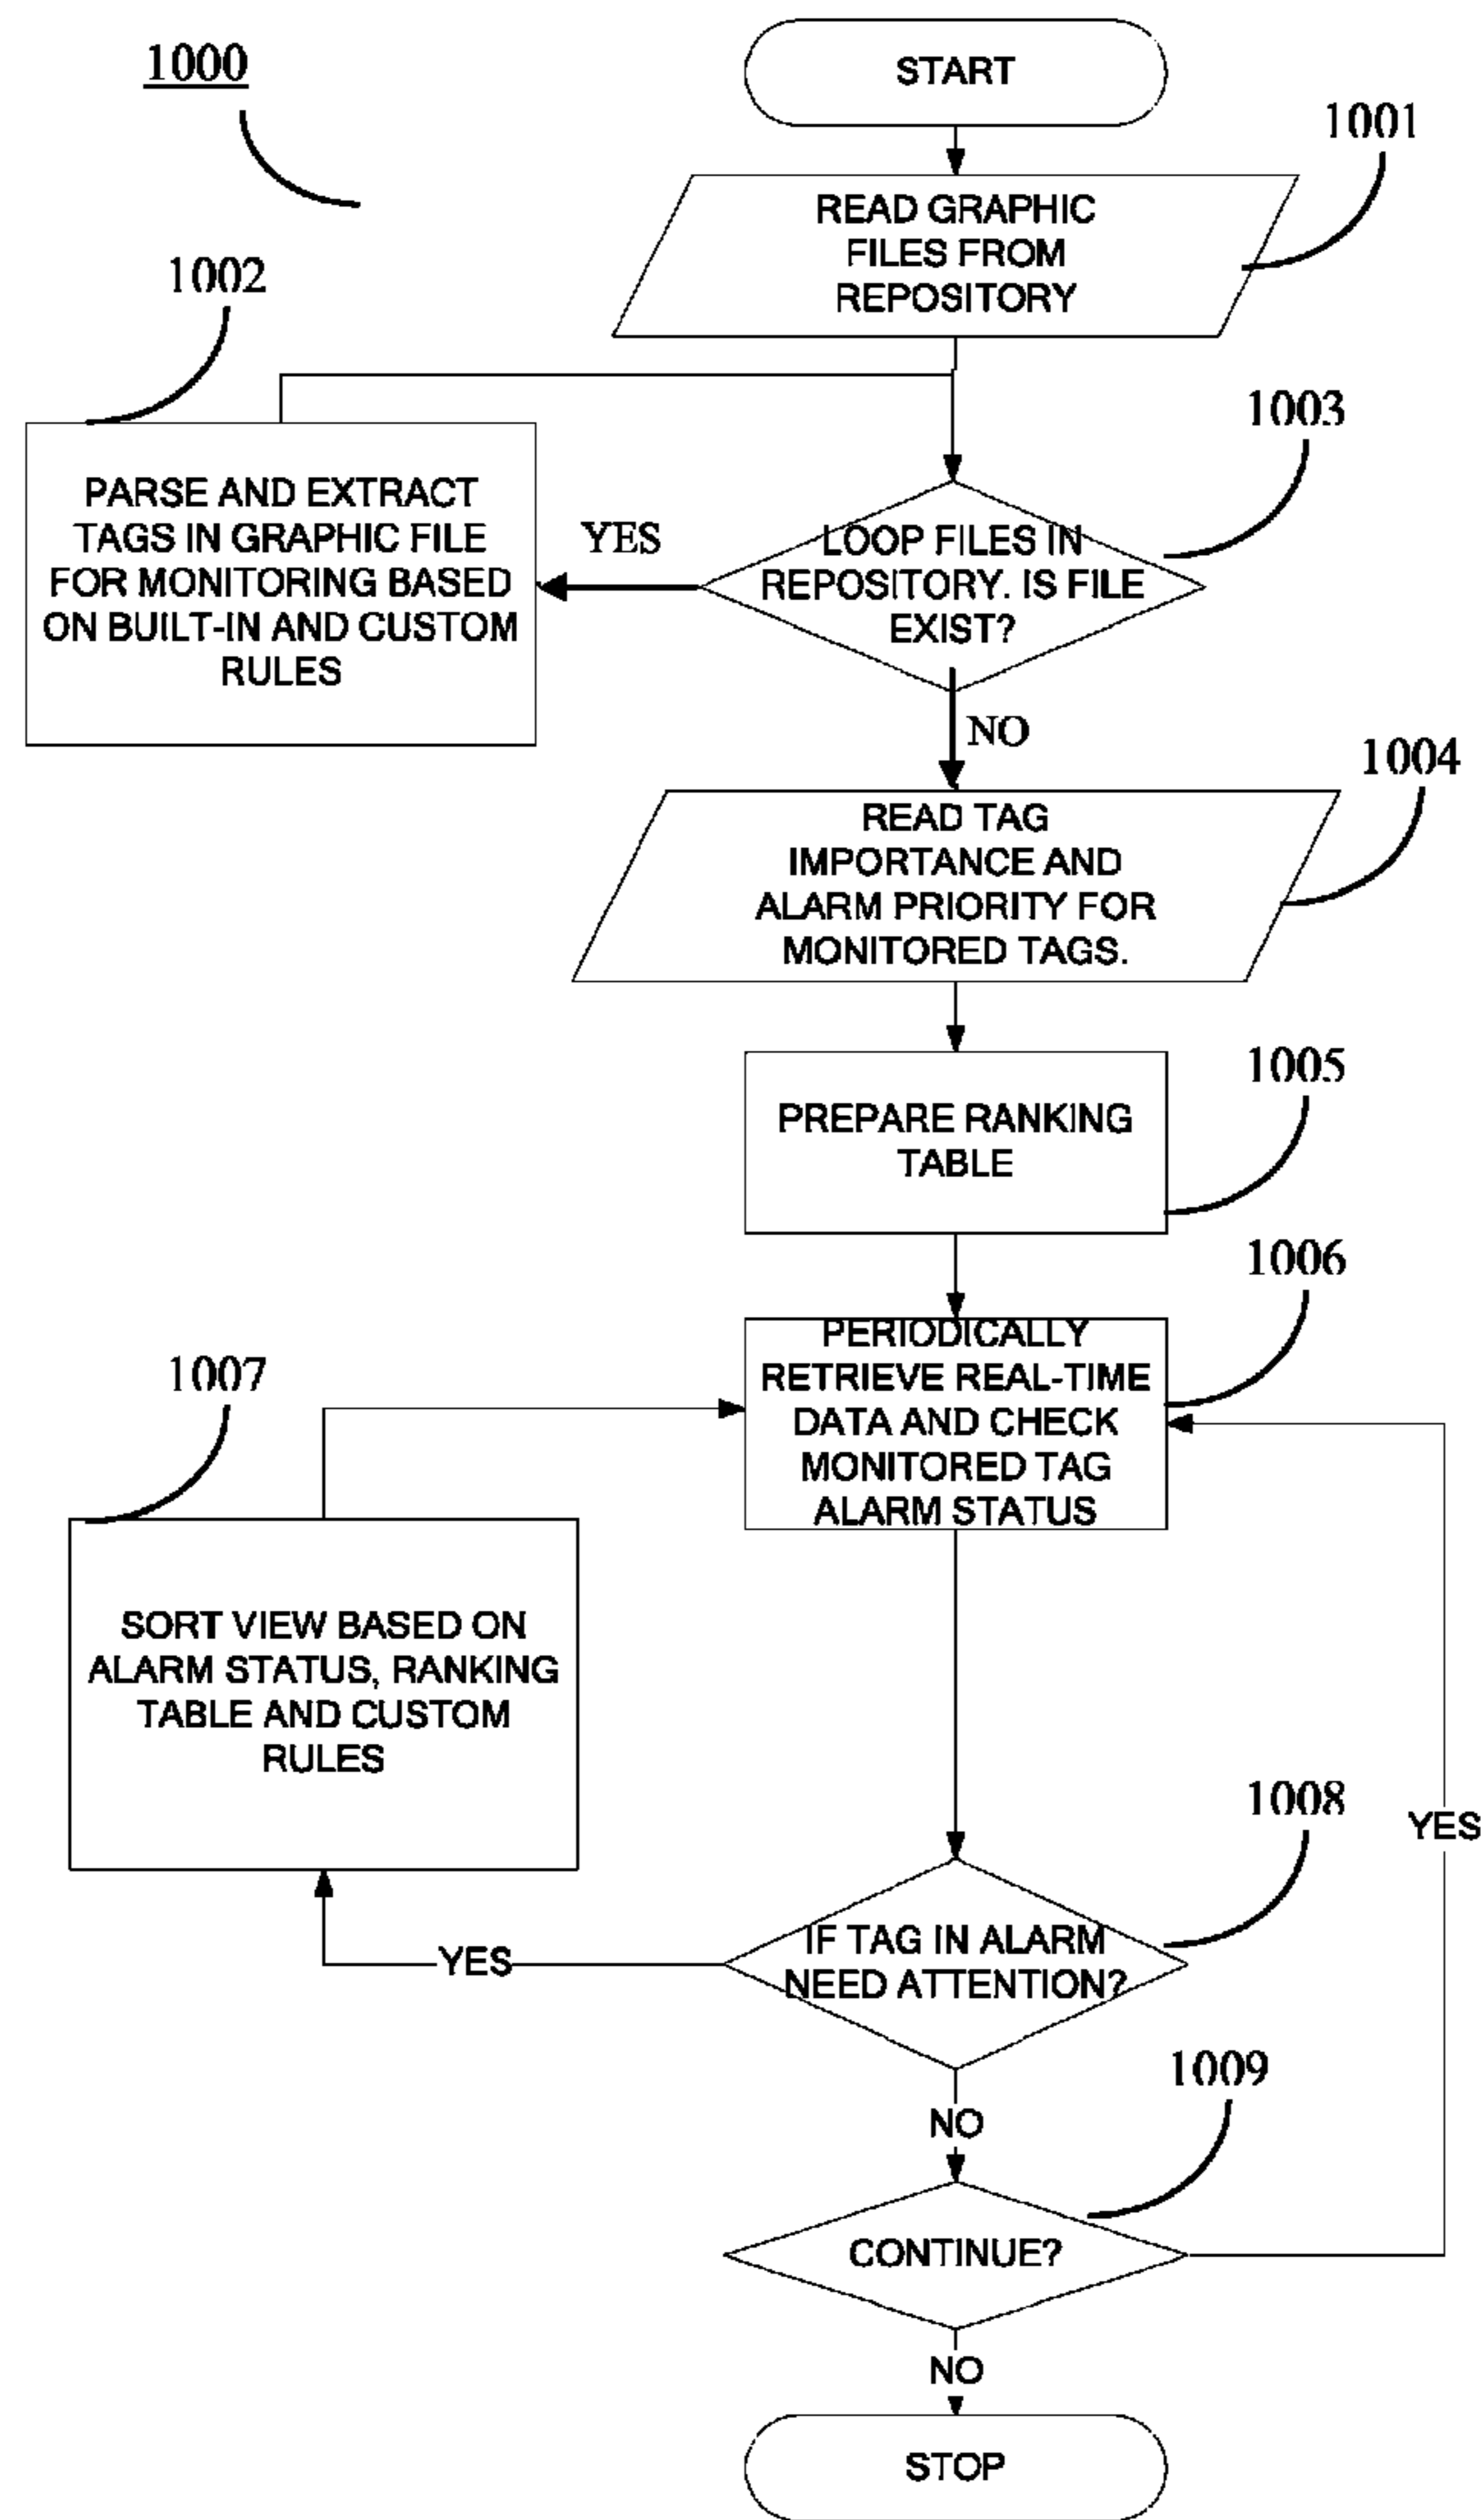 1000
START
1001
READ GRAPHIC
FILES FROM
REPOSITORY
1002
1003
PARSE AND EXTRACT
TAGS IN GRAPHIC FILE
FOR MONITORING BASED
ON BUILT-IN AND CUSTOM
RULES
YES
LOOP FILES IN
REPOSITORY. IS FILE
EXIST?
NO
1004
READ TAG
IMPORTANCE AND
ALARM PRIORITY FOR
MONITORED TAGS.
1005
PREPARE RANKING
TABLE
1006
PERIODICALLY
RETRIEVE REAL-TIME
DATA AND CHECK
MONITORED TAG
ALARM STATUS
1007
SORT VIEW BASED ON
ALARM STATUS, RANKING
TABLE AND CUSTOM
RULES
1008
YES
IF TAG IN ALARM
NEED ATTENTION?
YES
NO
1009
CONTINUE?
NO
STOP